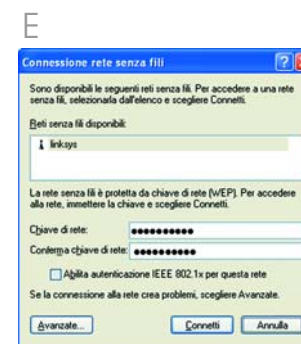 E
Connessione rete senza fili
Sono disponibili le seguenti reti senza fili. Per accedere a una rete
senza fili, selezionarla dall'elenco e scegliere Connetti.
Reti senza fili disponibili:
linksys
La rete senza fili è protetta da chiave di rete (WEP). Per accedere
alla rete, immettere la chiave e scegliere Connetti.
Chiave di rete: ●●●●●●●●●●
Conferma chiave di rete: ●●●●●●●●●●
Abilita autenticazione IEEE 802.1x per questa rete
Se la connessione alla rete crea problemi, scegliere Avanzate.
Avanzate... Connetti Annulla